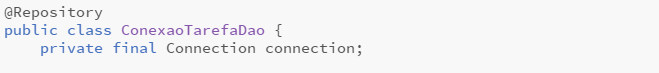 @Repository
public class ConexaoTarefaDao {
    private final Connection connection;